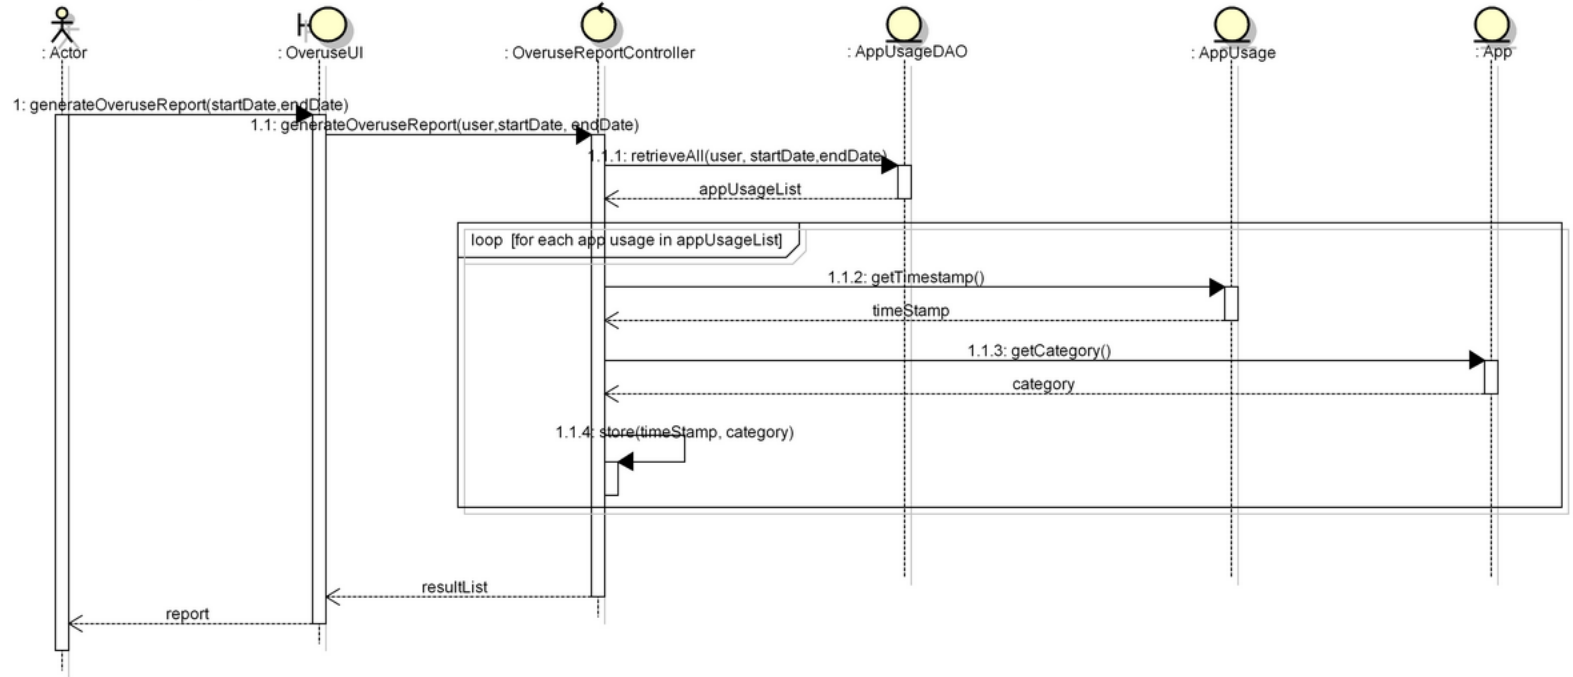 : Actor
: OveruseUI
: OveruseReportController
: AppUsageDAO
: AppUsage
: App
1: generateOveruseReport(startDate,endDate)
1.1: generateOveruseReport(user,startDate, endDate)
1.1.1: retrieveAll(user, startDate,endDate)
appUsageList
loop [for each app usage in appUsageList]
1.1.2: getTimestamp()
timeStamp
1.1.3: getCategory()
category
1.1.4: store(timeStamp, category)
resultList
report